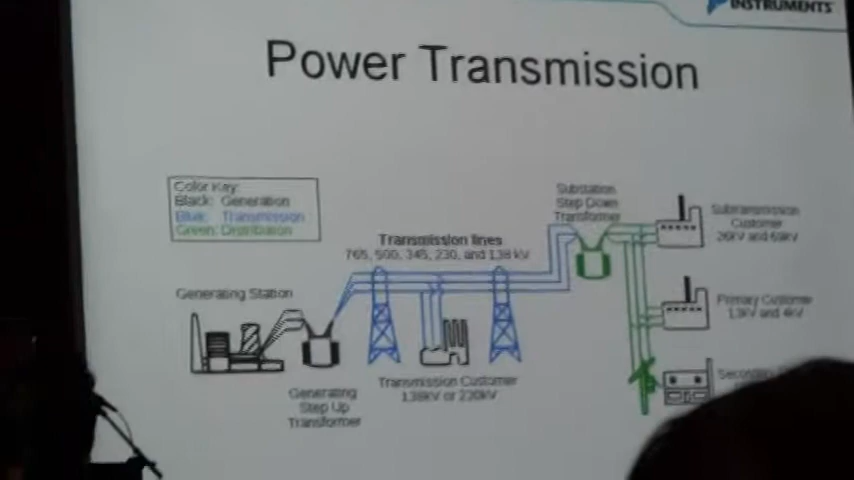 INSTRUMENTS
Power Transmission
Color Key:
Black: Generation
Blue: Transmission
Green: Distribution
Substation
Step Down
Transformer
Subtransmission
Customer
26kV and 69kV
Transmission lines
765, 500, 345, 230, and 138 kV
Generating Station
Primary Customer
13kV and 4kV
Generating
Step Up
Transformer
Transmission Customer
138kV or 230kV